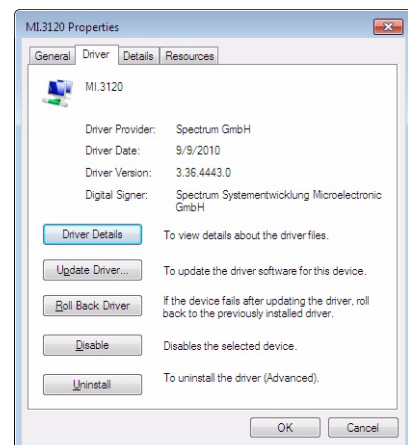 MI.3120 Properties
General Driver Details Resources
MI.3120
Driver Provider: Spectrum GmbH
Driver Date: 9/9/2010
Driver Version: 3.36.4443.0
Digital Signer: Spectrum Systementwicklung Microelectronic
GmbH
Driver Details To view details about the driver files.
Update Driver... To update the driver software for this device.
Roll Back Driver If the device fails after updating the driver, roll
back to the previously installed driver.
Disable Disables the selected device.
Uninstall To uninstall the driver (Advanced).
OK Cancel